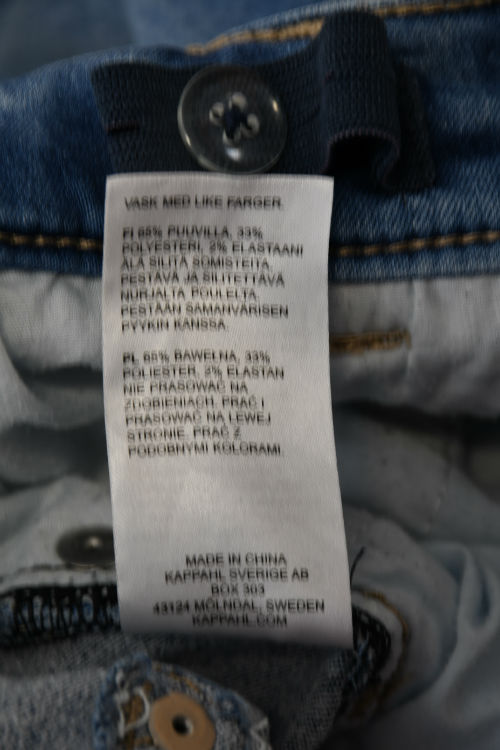 VASK MED LIKE FARGER.
FI 65% PUUVILLA, 33%
POLYESTERI, 2% ELASTAANI
ÄLÄ SILITÄ SOMISTEITA,
PESTÄVÄ JA SILITETTÄVÄ
NURJALTA PUOLELTA,
PESTÄÄN SAMANVÄRISEN
PYYKIN KANSSA.
PL 65% BAWEŁNA, 33%
POLIESTER, 2% ELASTAN
NIE PRASOWAĆ NA
ZDOBIENIACH, PRAĆ I
PRASOWAĆ NA LEWEJ
STRONIE, PRAĆ Z
PODOBNYMI KOLORAMI
MADE IN CHINA
KAPPAHL SVERIGE AB
BOX 303
43124 MÖLNDAL, SWEDEN
KAPPAHL.COM